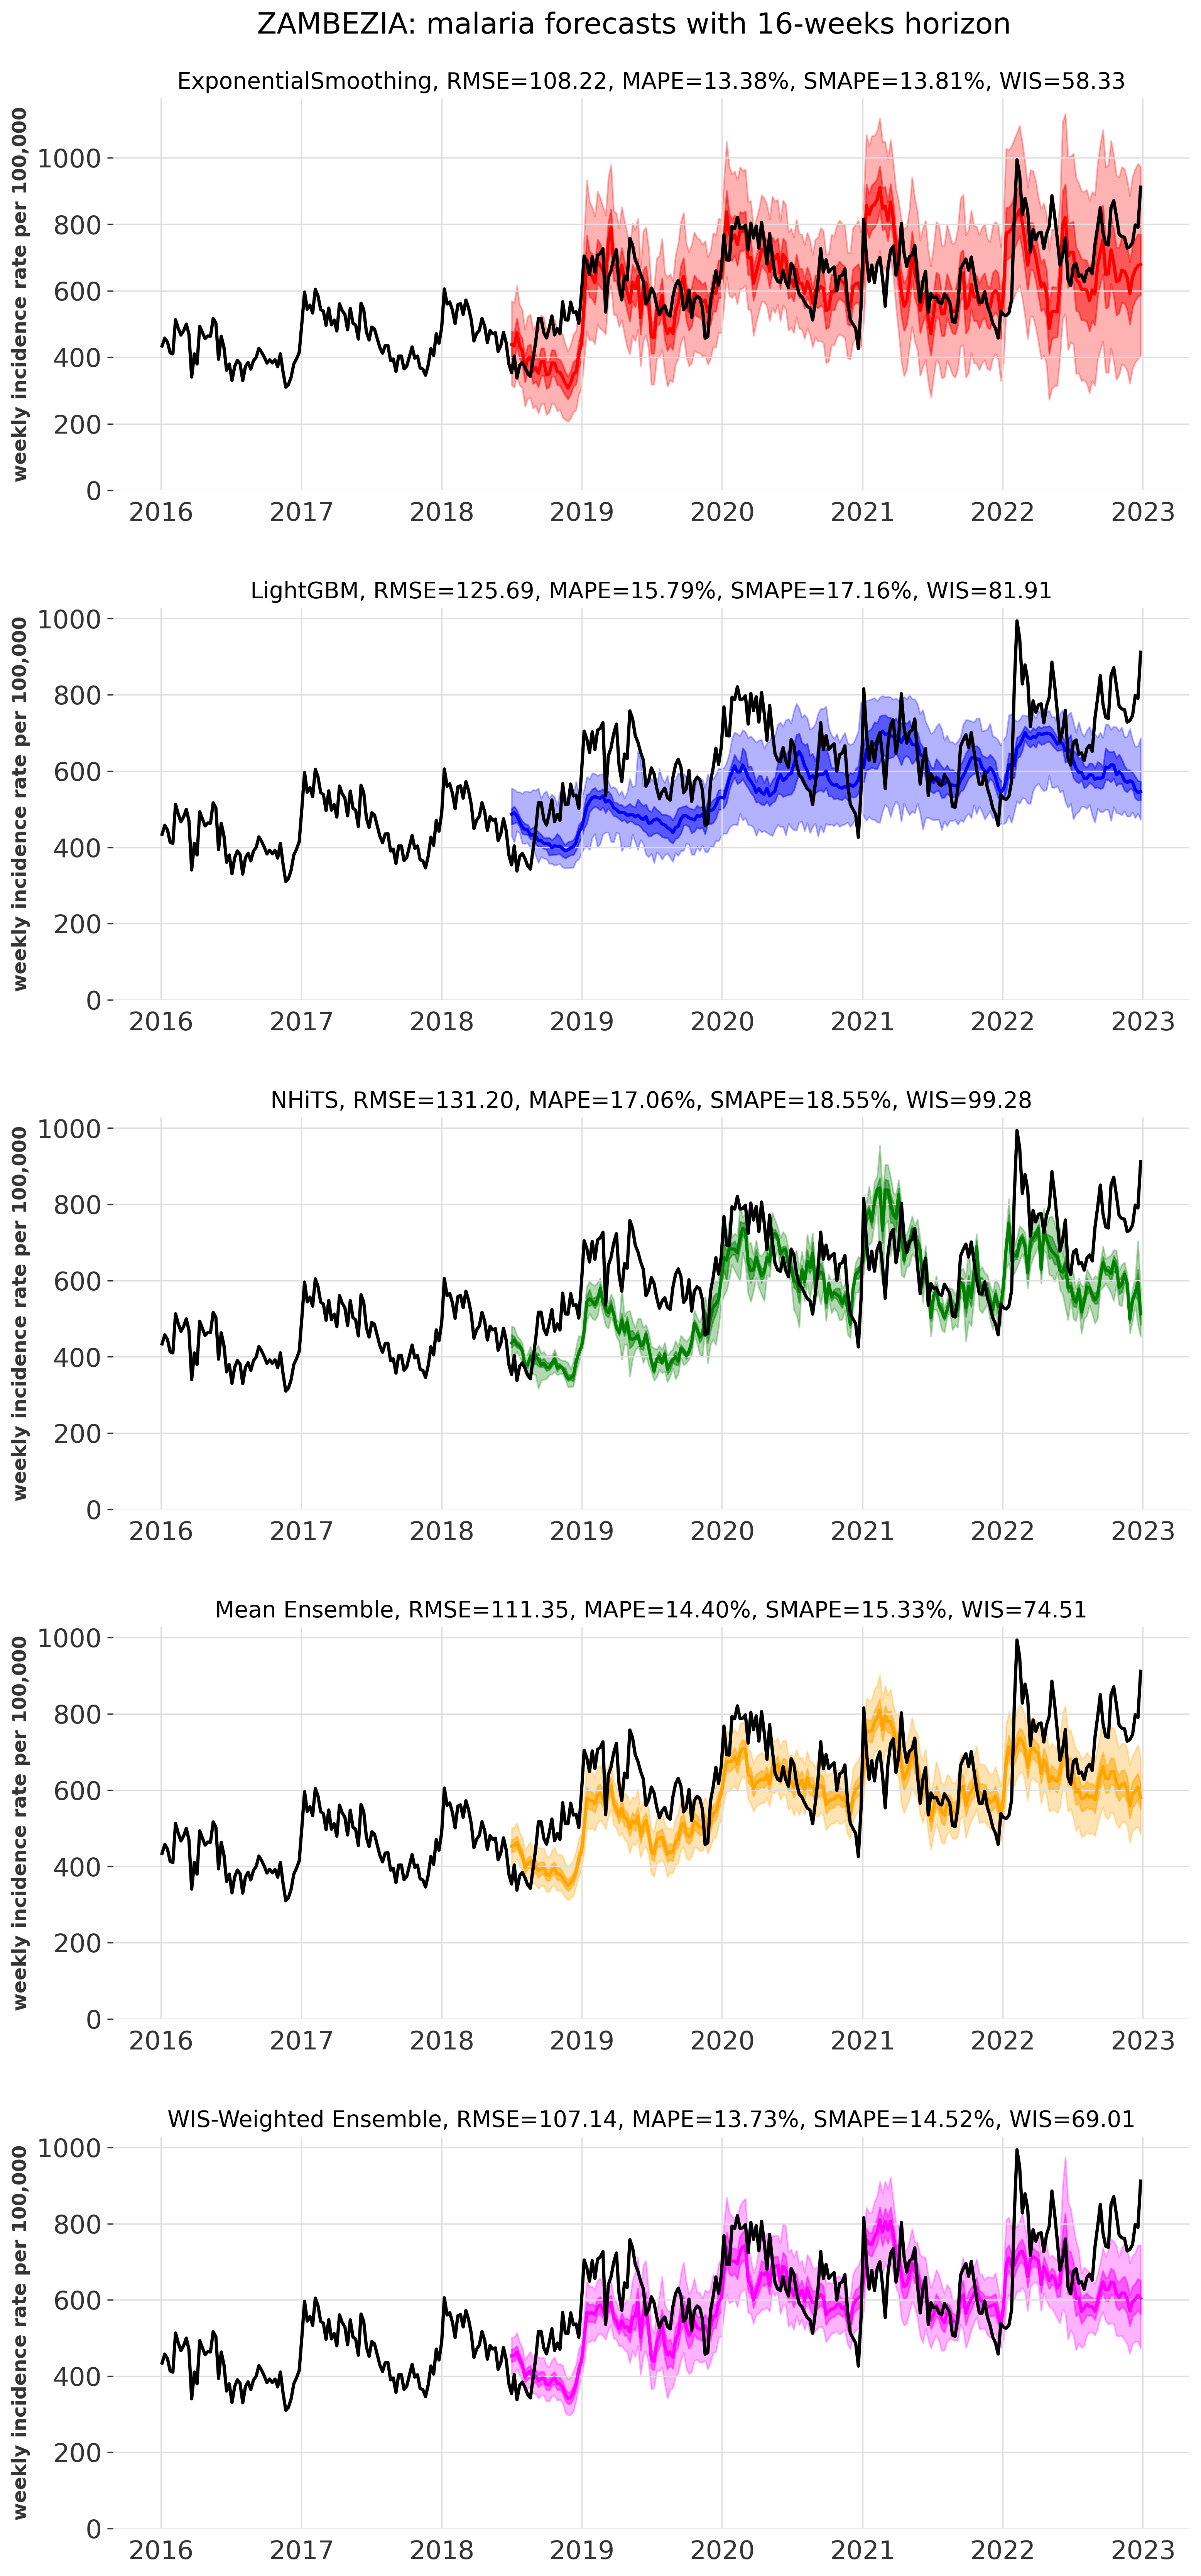 ZAMBEZIA: malaria forecasts with 16-weeks horizon
ExponentialSmoothing, RMSE=108.22, MAPE=13.38%, SMAPE=13.81%, WIS=58.33
weekly incidence rate per 100,000
1000
800
600
400
200
0
2016 2017 2018 2019 2020 2021 2022 2023
LightGBM, RMSE=125.69, MAPE=15.79%, SMAPE=17.16%, WIS=81.91
weekly incidence rate per 100,000
1000
800
600
400
200
0
2016 2017 2018 2019 2020 2021 2022 2023
NHiTS, RMSE=131.20, MAPE=17.06%, SMAPE=18.55%, WIS=99.28
weekly incidence rate per 100,000
1000
800
600
400
200
0
2016 2017 2018 2019 2020 2021 2022 2023
Mean Ensemble, RMSE=111.35, MAPE=14.40%, SMAPE=15.33%, WIS=74.51
weekly incidence rate per 100,000
1000
800
600
400
200
0
2016 2017 2018 2019 2020 2021 2022 2023
WIS-Weighted Ensemble, RMSE=107.14, MAPE=13.73%, SMAPE=14.52%, WIS=69.01
weekly incidence rate per 100,000
1000
800
600
400
200
0
2016 2017 2018 2019 2020 2021 2022 2023